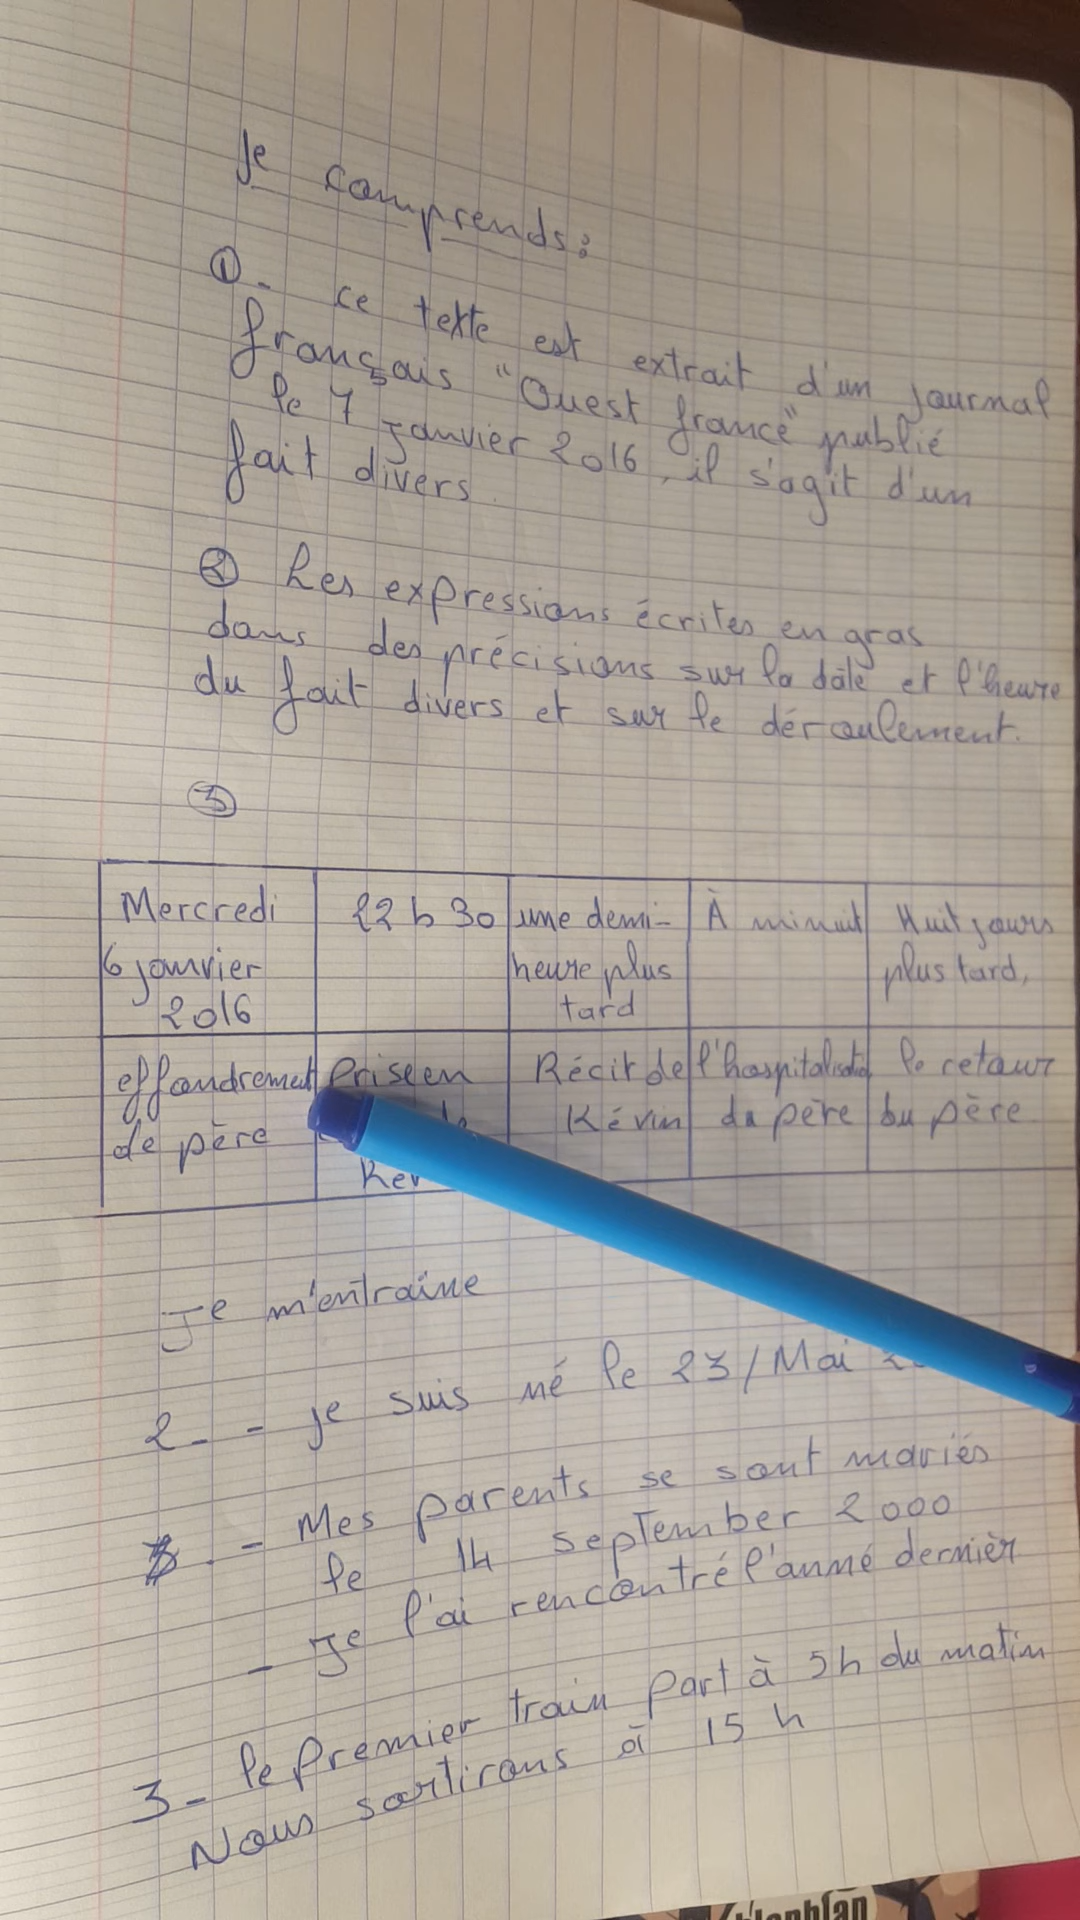 Je comprends:
①- ce texte est extrait d'un journal
français "Ouest france" publié
le 7 janvier 2016, il s'agit d'un
fait divers.
② Les expressions écrites en gras
dans des précisions sur la date et l'heure
du fait divers et sur le déroulement.
③
Mercredi 22 h 30 une demi- À minuit Huit jours
6 janvier heure plus plus tard,
2016 tard
effondrement Prise en Récit de l'hospitalisation le retour
de père Kévin du père du père
Kev
Je m'entraine
2- - je suis né le 23/Mai
- Mes parents se sont mariés
le 14 september 2000
- Je l'ai rencontré l'anné dernièr
3- le Premier train Part à 5h du matin
Nous sortirons à 15 h